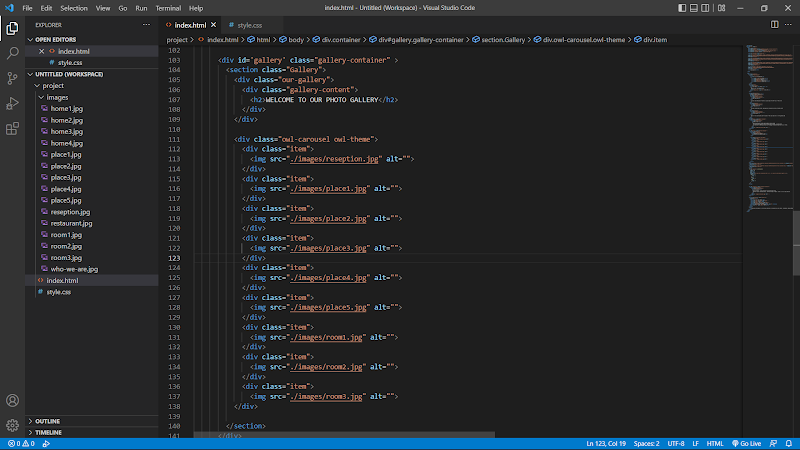 File Edit Selection View Go Run Terminal Help
index.html - Untitled (Workspace) - Visual Studio Code
EXPLORER
OPEN EDITORS
index.html
style.css
UNTITLED (WORKSPACE)
project
images
home1.jpg
home2.jpg
home3.jpg
home4.jpg
place1.jpg
place2.jpg
place3.jpg
place4.jpg
place5.jpg
reseption.jpg
restaurant.jpg
room1.jpg
room2.jpg
room3.jpg
who-we-are.jpg
index.html
style.css
OUTLINE
TIMELINE
index.html
style.css
project > index.html > html > body > div.container > div#gallery.gallery-container > section.Gallery > div.owl-carousel.owl-theme > div.item
102
103 <div id='gallery' class="gallery-container" >
104 <section class="Gallery">
105 <div class="our-gallery">
106 <div class="gallery-content">
107 <h2>WELCOME TO OUR PHOTO GALLERY</h2>
108 </div>
109 </div>
110
111 <div class="owl-carousel owl-theme">
112 <div class="item">
113 <img src="./images/reseption.jpg" alt="">
114 </div>
115 <div class="item">
116 <img src="./images/place1.jpg" alt="">
117 </div>
118 <div class="item">
119 <img src="./images/place2.jpg" alt="">
120 </div>
121 <div class="item">
122 <img src="./images/place3.jpg" alt="">
123 </div>
124 <div class="item">
125 <img src="./images/place4.jpg" alt="">
126 </div>
127 <div class="item">
128 <img src="./images/place5.jpg" alt="">
129 </div>
130 <div class="item">
131 <img src="./images/room1.jpg" alt="">
132 </div>
133 <div class="item">
134 <img src="./images/room2.jpg" alt="">
135 </div>
136 <div class="item">
137 <img src="./images/room3.jpg" alt="">
138 </div>
139
140 </section>
141 </div>
0 0
Ln 123, Col 19 Spaces: 2 UTF-8 LF HTML Go Live